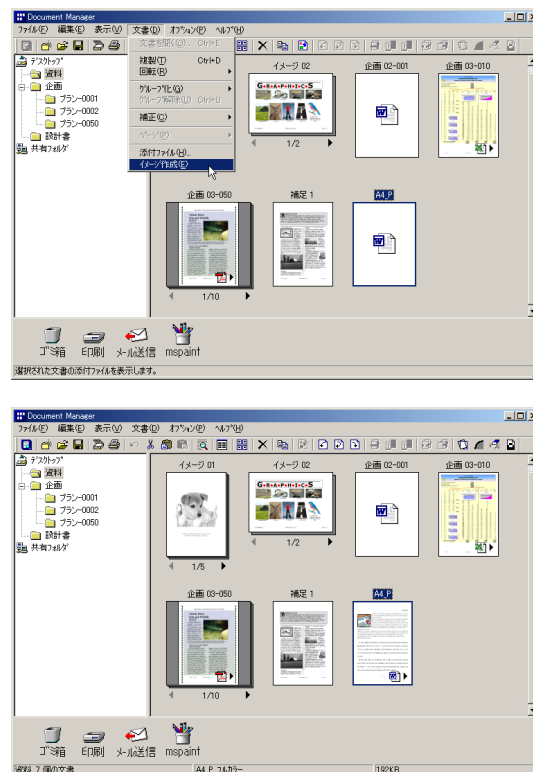 Document Manager
ファイル(F) 編集(E) 表示(V) 文書(D) オプション(P) ヘルプ(H)
文書を開く(O)... Ctrl+E
複製(T) Ctrl+D
回転(R)
グループ化(G)
グループ解除(U) Ctrl+U
補正(C)
ページ(P)
添付ファイル(H)...
イメージ作成(E)
デスクトップ
資料
企画
プラン-0001
プラン-0002
プラン-0050
設計書
共有フォルダ
イメージ 02
企画 02-001
企画 03-010
G•R•A•P•H•I•C•S
1/2
企画 03-050
補足 1
A4_P
1/10
ゴミ箱 印刷 メール送信 mspaint
選択された文書の添付ファイルを表示します。
Document Manager
ファイル(F) 編集(E) 表示(V) 文書(D) オプション(P) ヘルプ(H)
デスクトップ
資料
企画
プラン-0001
プラン-0002
プラン-0050
設計書
共有フォルダ
イメージ 01
イメージ 02
企画 02-001
企画 03-010
G•R•A•P•H•I•C•S
1/5
1/2
企画 03-050
補足 1
A4_P
1/10
ゴミ箱 印刷 メール送信 mspaint
資料 7 個の文書 A4_P フルカラー 192KB